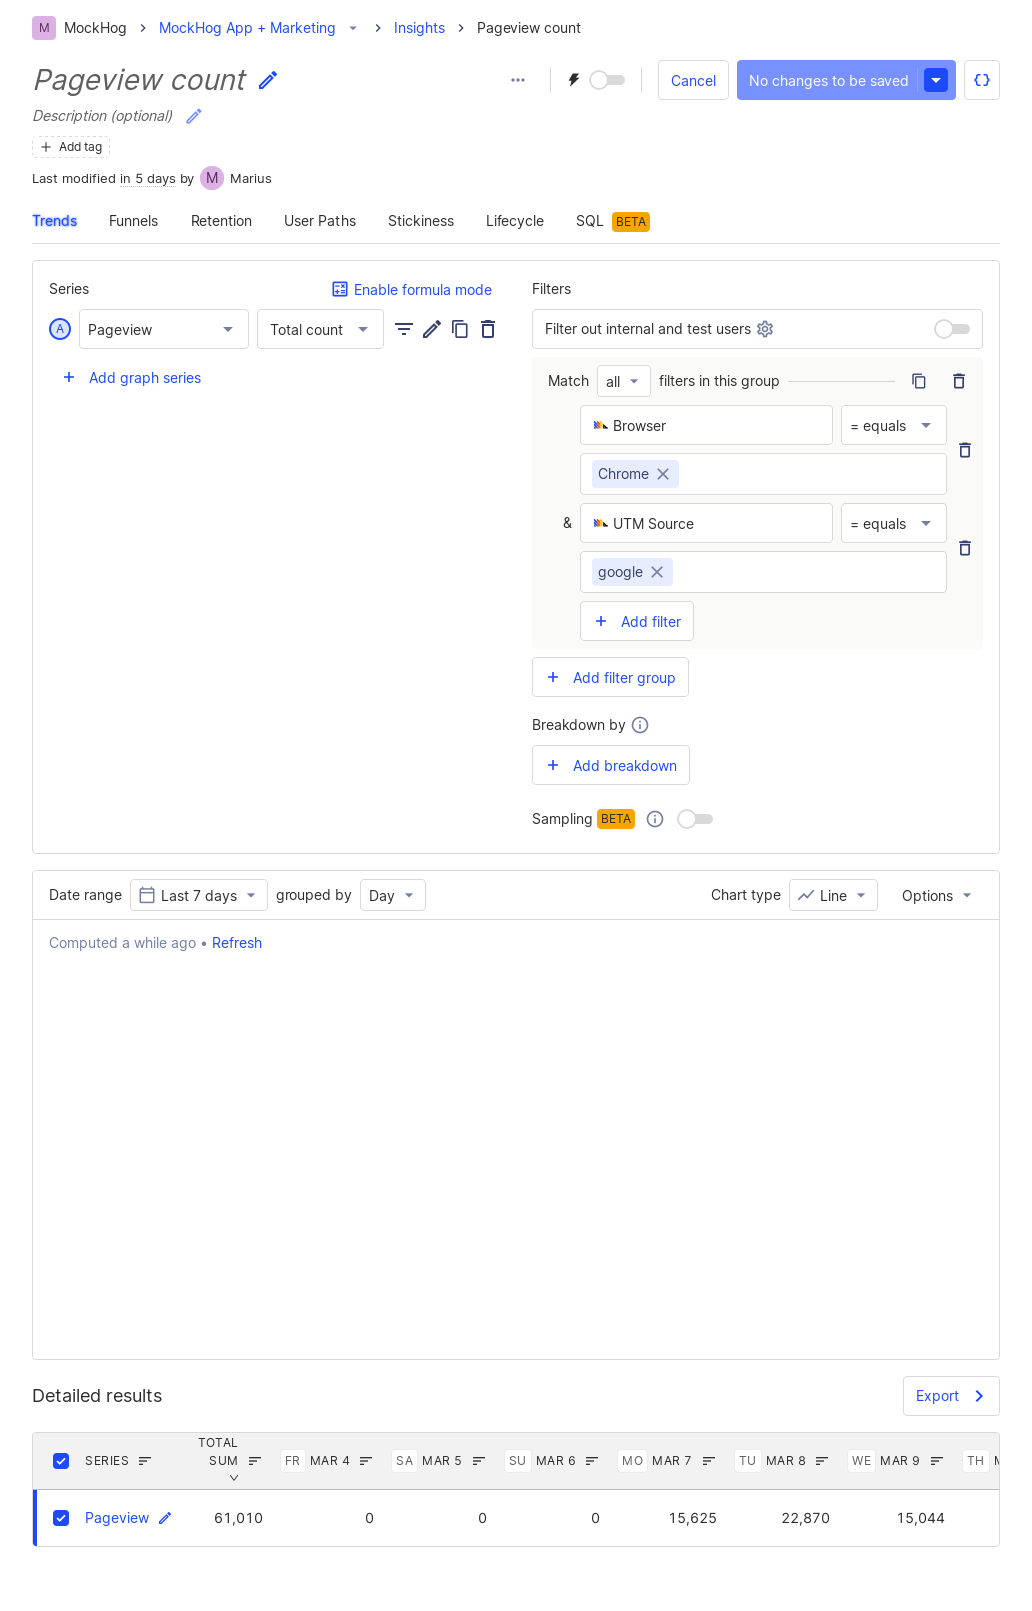 M MockHog MockHog App + Marketing Insights Pageview count
Pageview count
Cancel No changes to be saved
Description (optional)
Add tag
Last modified in 5 days by M Marius
Trends Funnels Retention User Paths Stickiness Lifecycle SQL BETA
Series Enable formula mode
A Pageview Total count
Add graph series
Filters
Filter out internal and test users
Match all filters in this group
Browser = equals
Chrome
& UTM Source = equals
google
Add filter
Add filter group
Breakdown by
Add breakdown
Sampling BETA
Date range Last 7 days grouped by Day Chart type Line Options
Computed a while ago • Refresh
Detailed results Export
SERIES TOTAL SUM FR MAR 4 SA MAR 5 SU MAR 6 MO MAR 7 TU MAR 8 WE MAR 9 TH
Pageview 61,010 0 0 0 15,625 22,870 15,044